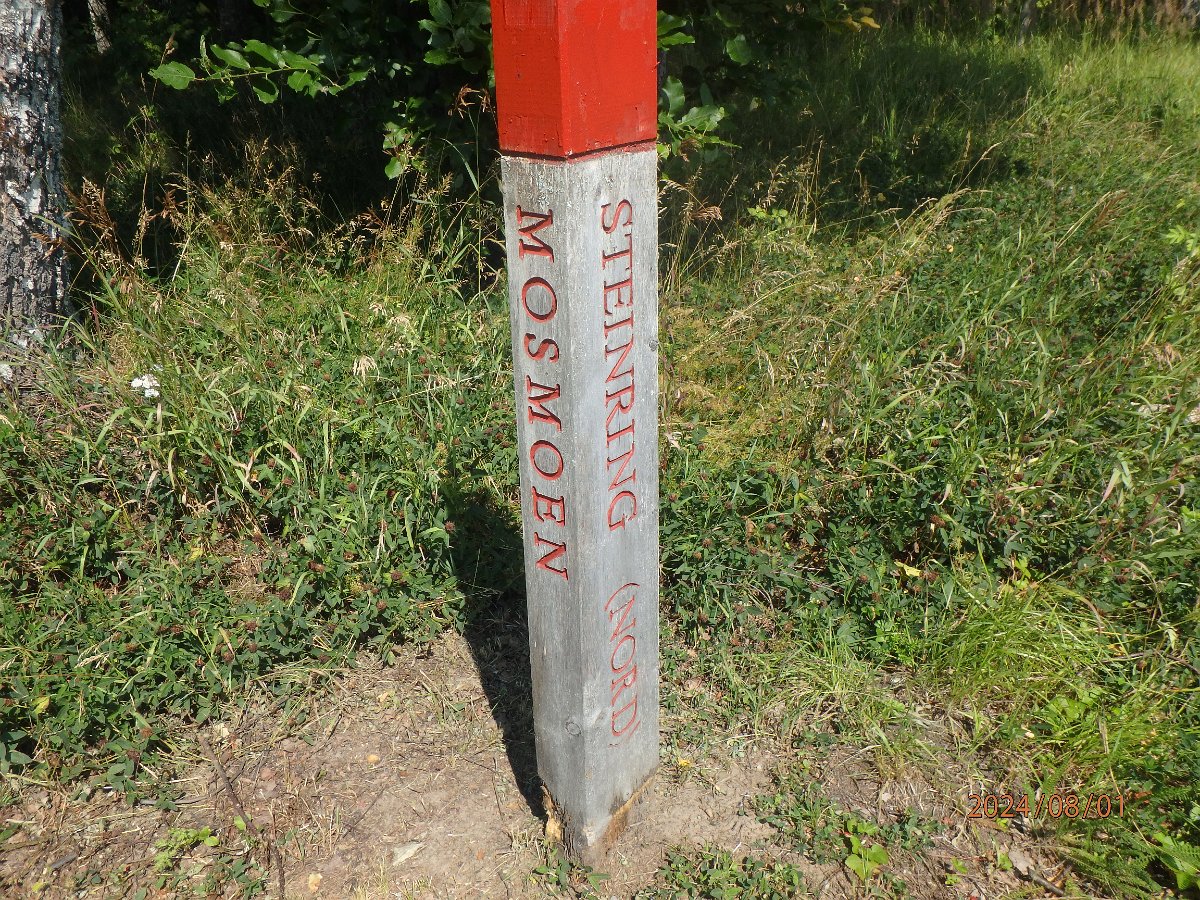 MOSMOEN
STEINRING (NORD)
2024/08/01